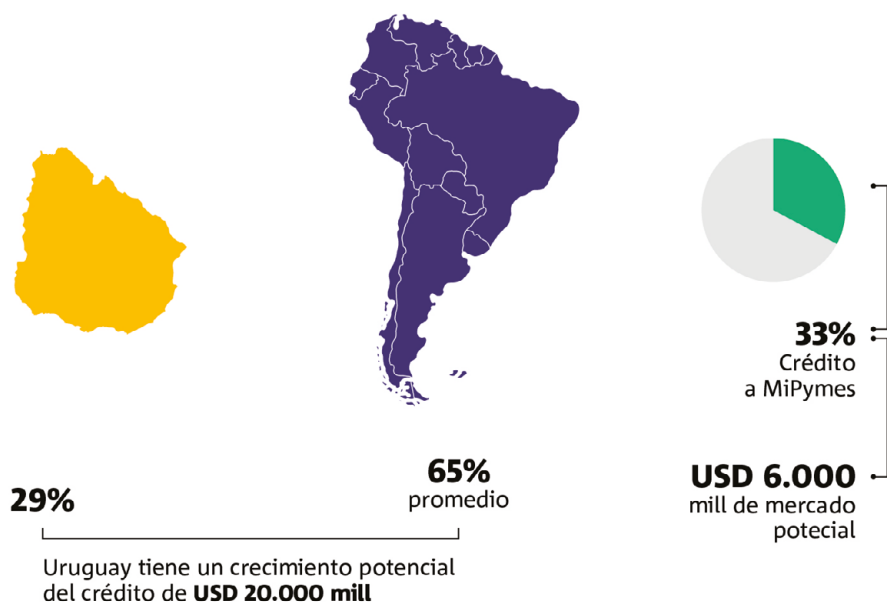 29%
65%
promedio
Uruguay tiene un crecimiento potencial
del crédito de USD 20.000 mill
33%
Crédito
a MiPymes
USD 6.000
mill de mercado
potecial